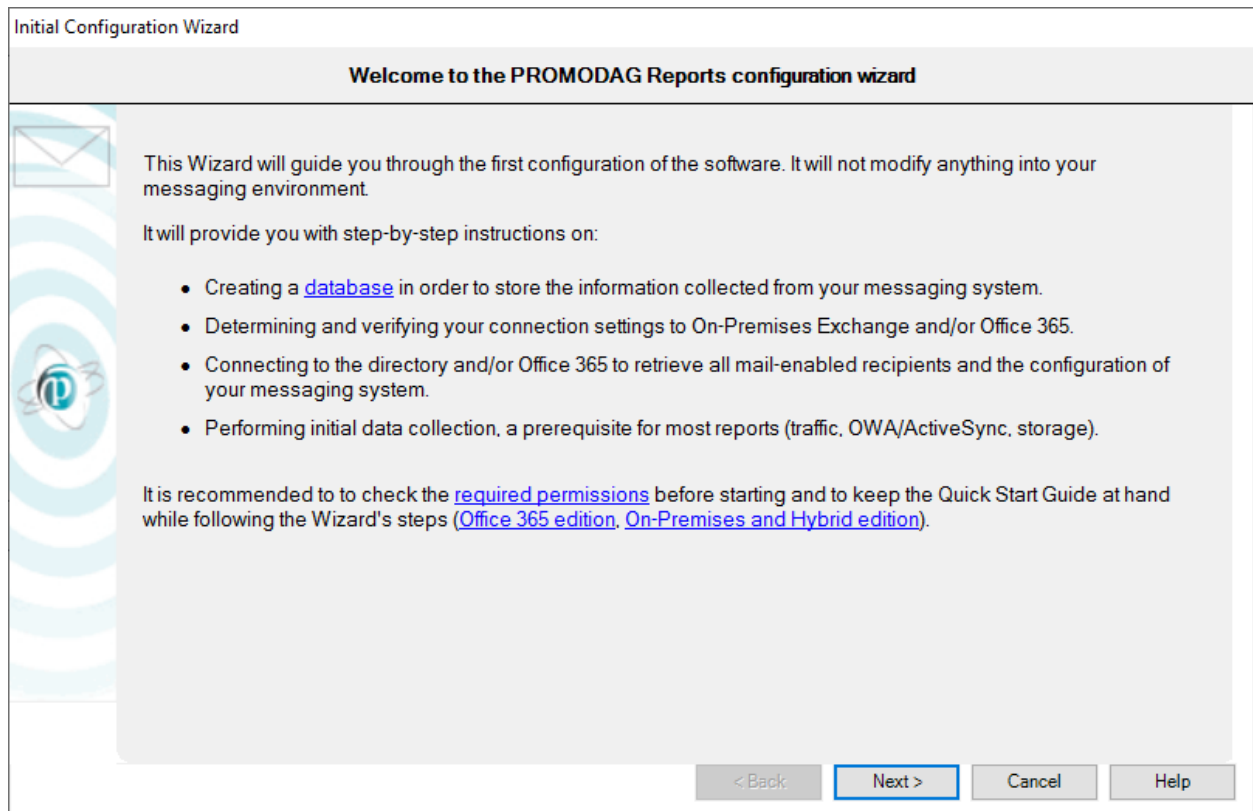 Initial Configuration Wizard
Welcome to the PROMODAG Reports configuration wizard
This Wizard will guide you through the first configuration of the software. It will not modify anything into your
messaging environment.
It will provide you with step-by-step instructions on:
• Creating a database in order to store the information collected from your messaging system.
• Determining and verifying your connection settings to On-Premises Exchange and/or Office 365.
• Connecting to the directory and/or Office 365 to retrieve all mail-enabled recipients and the configuration of
your messaging system.
• Performing initial data collection, a prerequisite for most reports (traffic, OWA/ActiveSync, storage).
It is recommended to to check the required permissions before starting and to keep the Quick Start Guide at hand
while following the Wizard's steps (Office 365 edition, On-Premises and Hybrid edition).
p
< Back
Next >
Cancel
Help